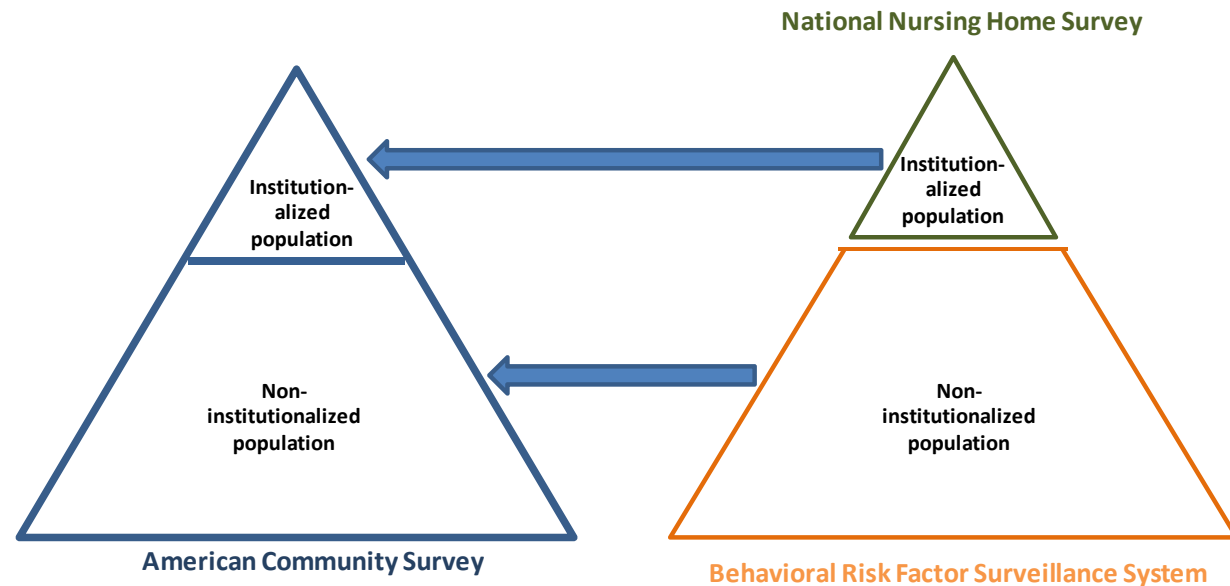 National Nursing Home Survey
Institution-
alized
population
Institution-
alized
population
Non-
institutionalized
population
Non-
institutionalized
population
American Community Survey
Behavioral Risk Factor Surveillance System